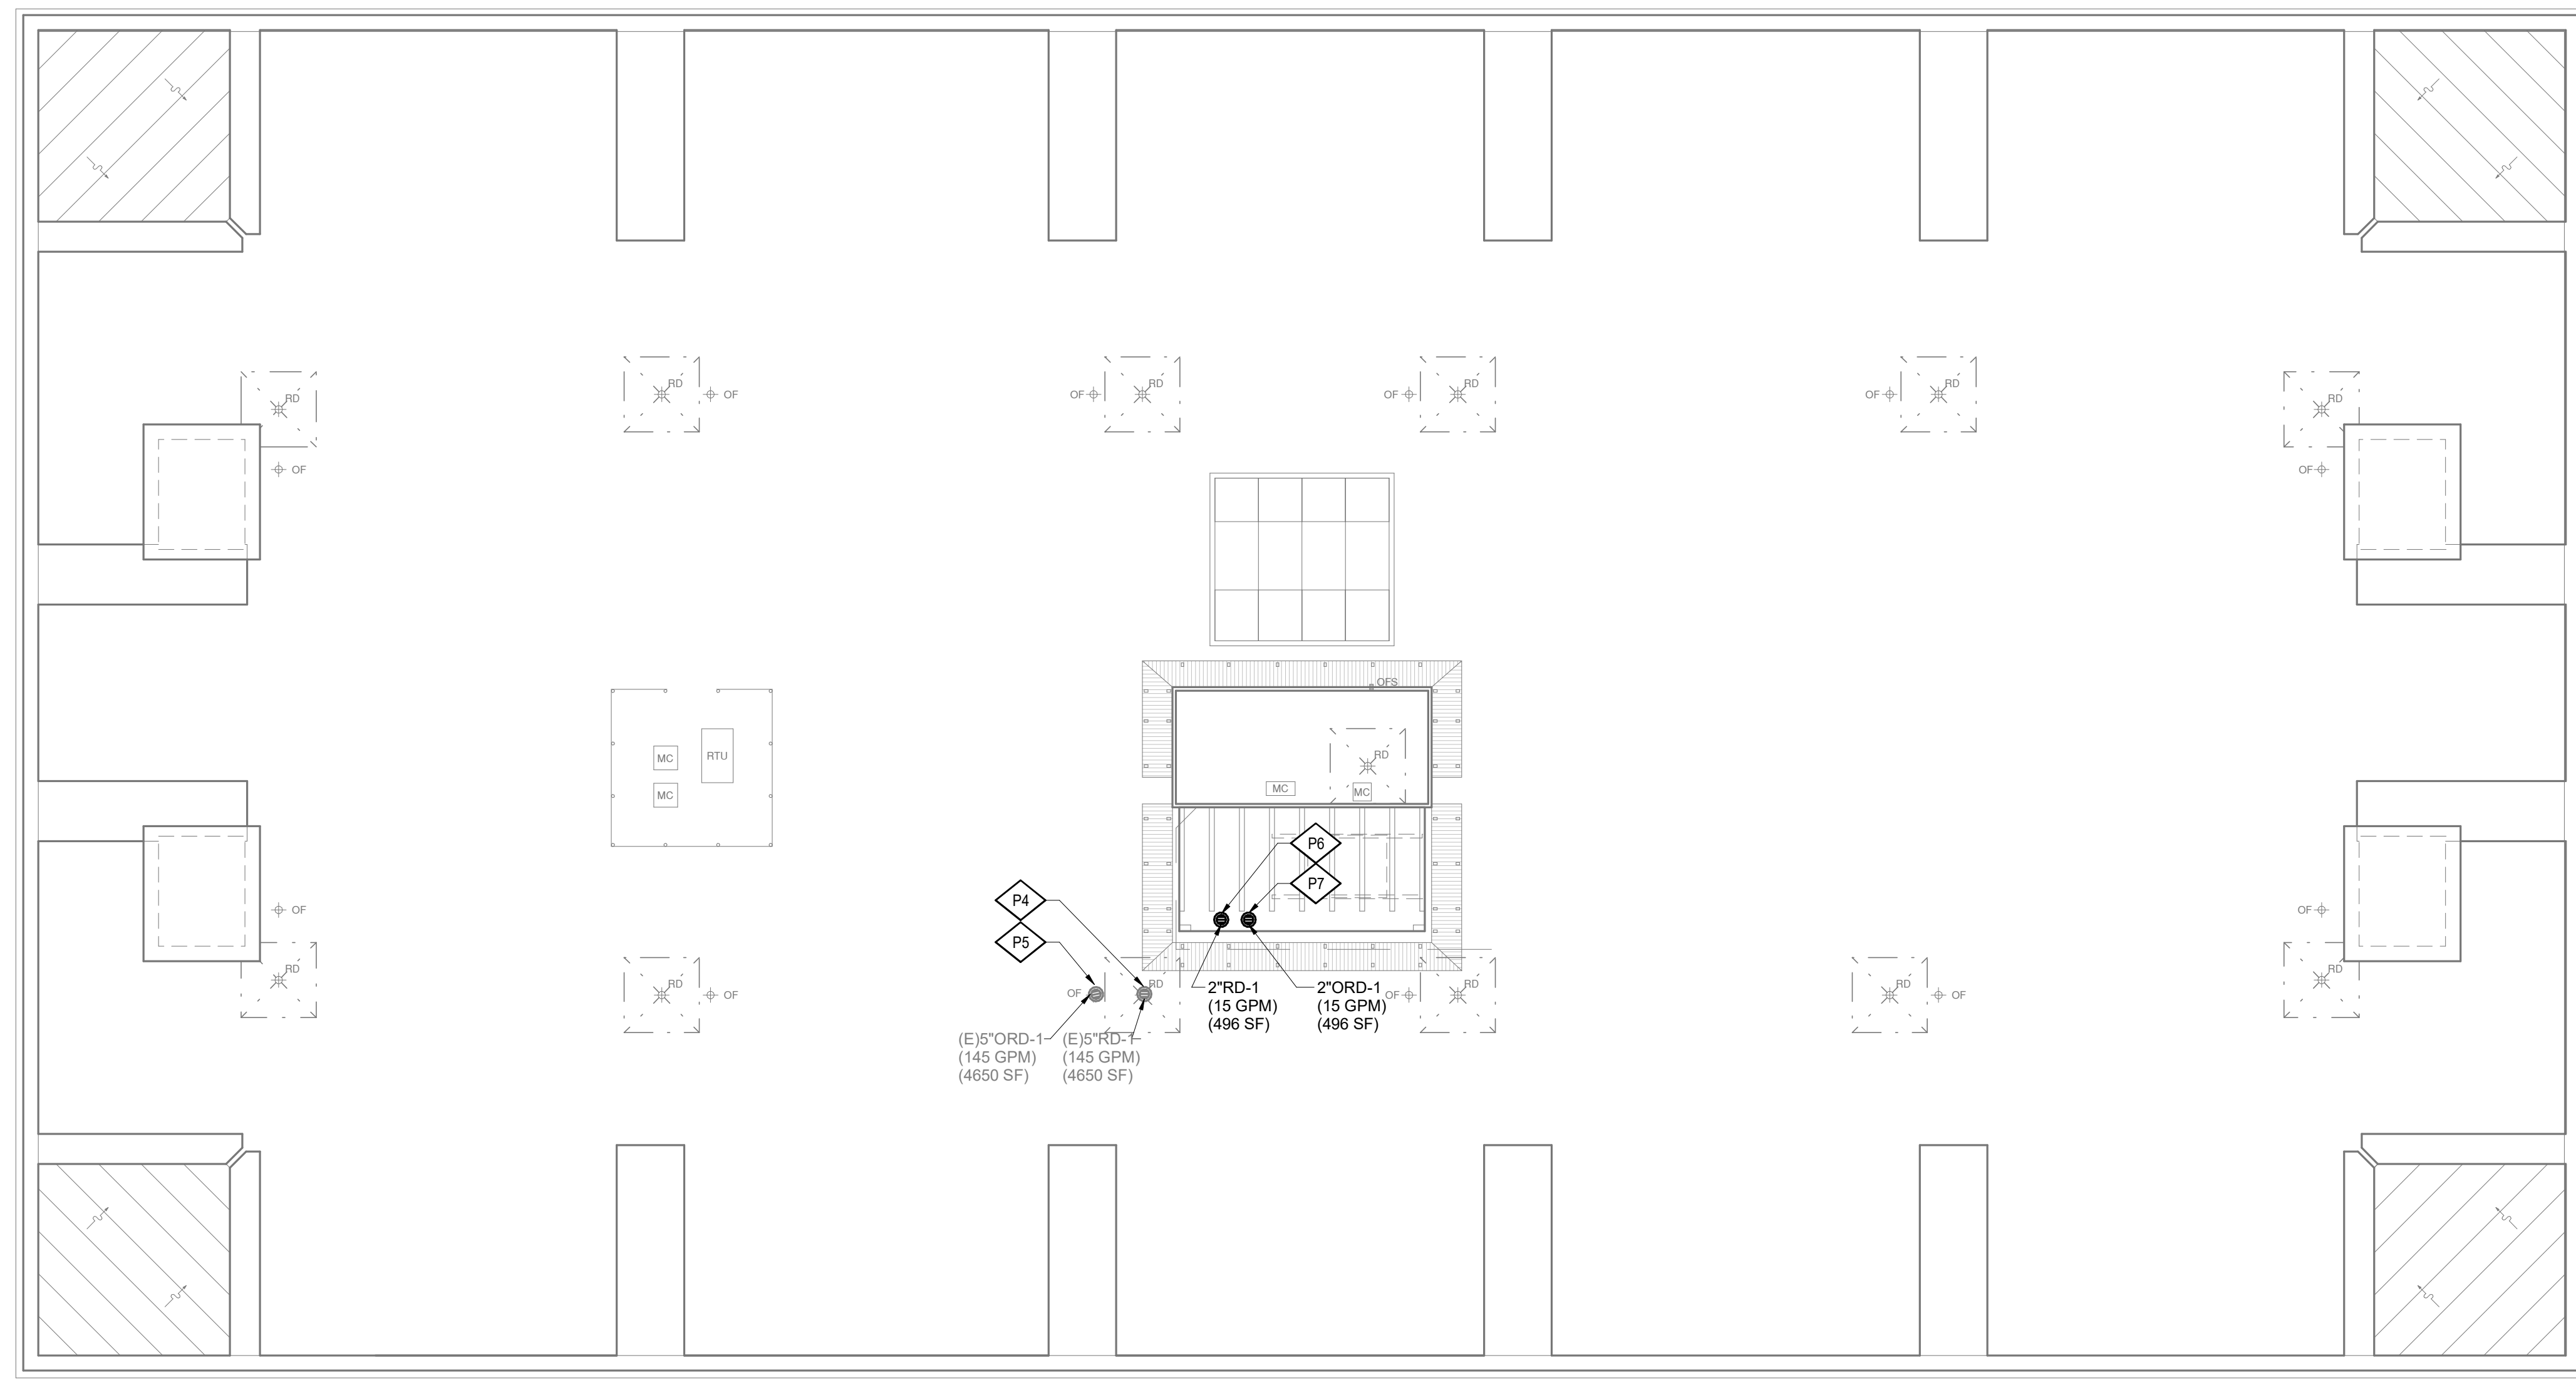 RD
OF
RD
OF
RD
OF
RD
OF
RD
RD
OF
RD
OF
OFS
RTU
MC
MC
RD
MC
MC
P6
P7
P4
P5
OF
OF
RD
RD
OF
OF
RD
OF
RD
OF
RD
RD
OF
RD
2"RD-1
(15 GPM)
(496 SF)
2"ORD-1
(15 GPM)
(496 SF)
(E)5"ORD-1
(145 GPM)
(4650 SF)
(E)5"RD-1
(145 GPM)
(4650 SF)